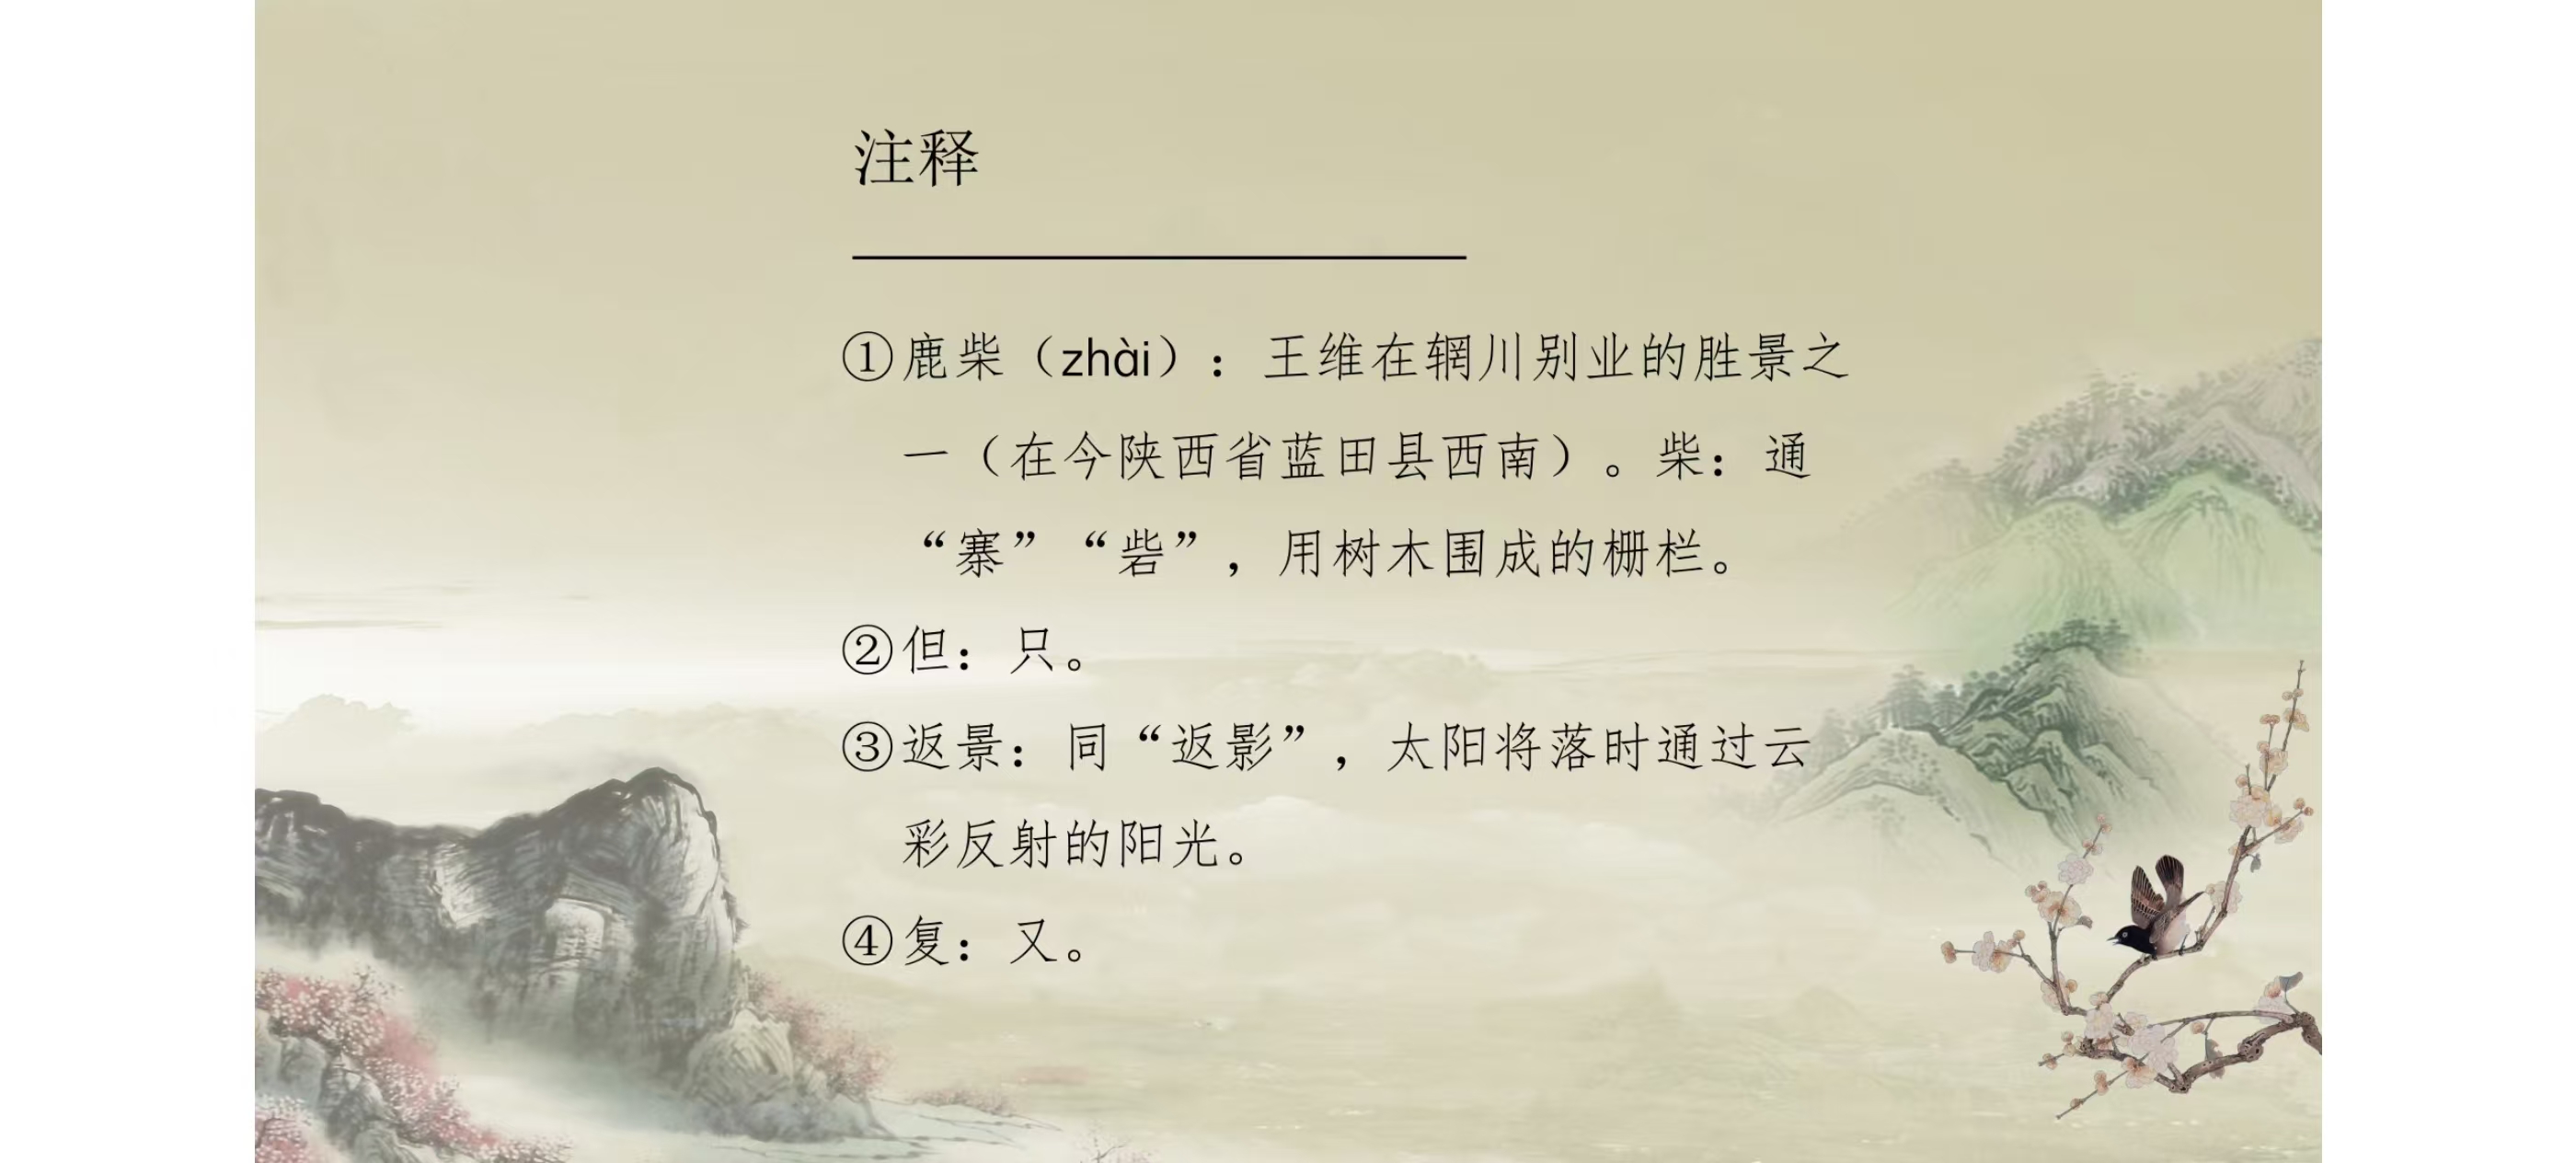 注释
①鹿柴（zhài）：王维在辋川别业的胜景之
一（在今陕西省蓝田县西南）。柴：通
“寨”“砦”，用树木围成的栅栏。
②但：只。
③返景：同“返影”，太阳将落时通过云
彩反射的阳光。
④复：又。